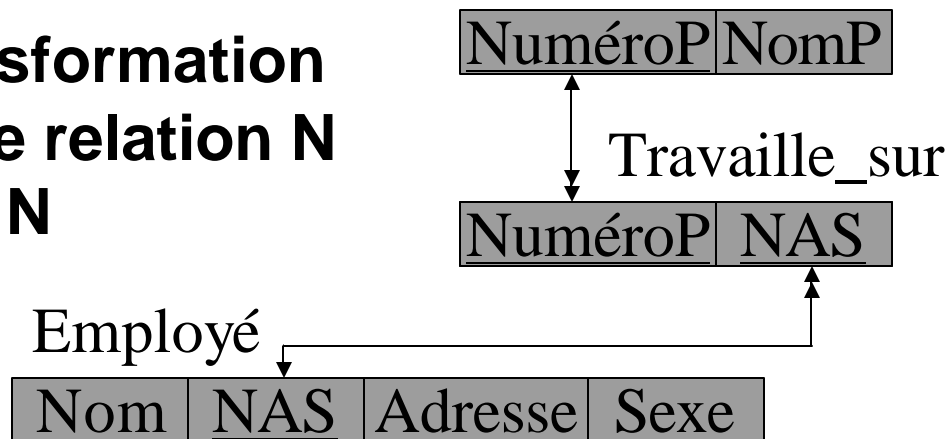 NuméroP NomP
sformation
e relation N
N
Travaille_sur
NuméroP NAS
Employé
Nom NAS Adresse Sexe